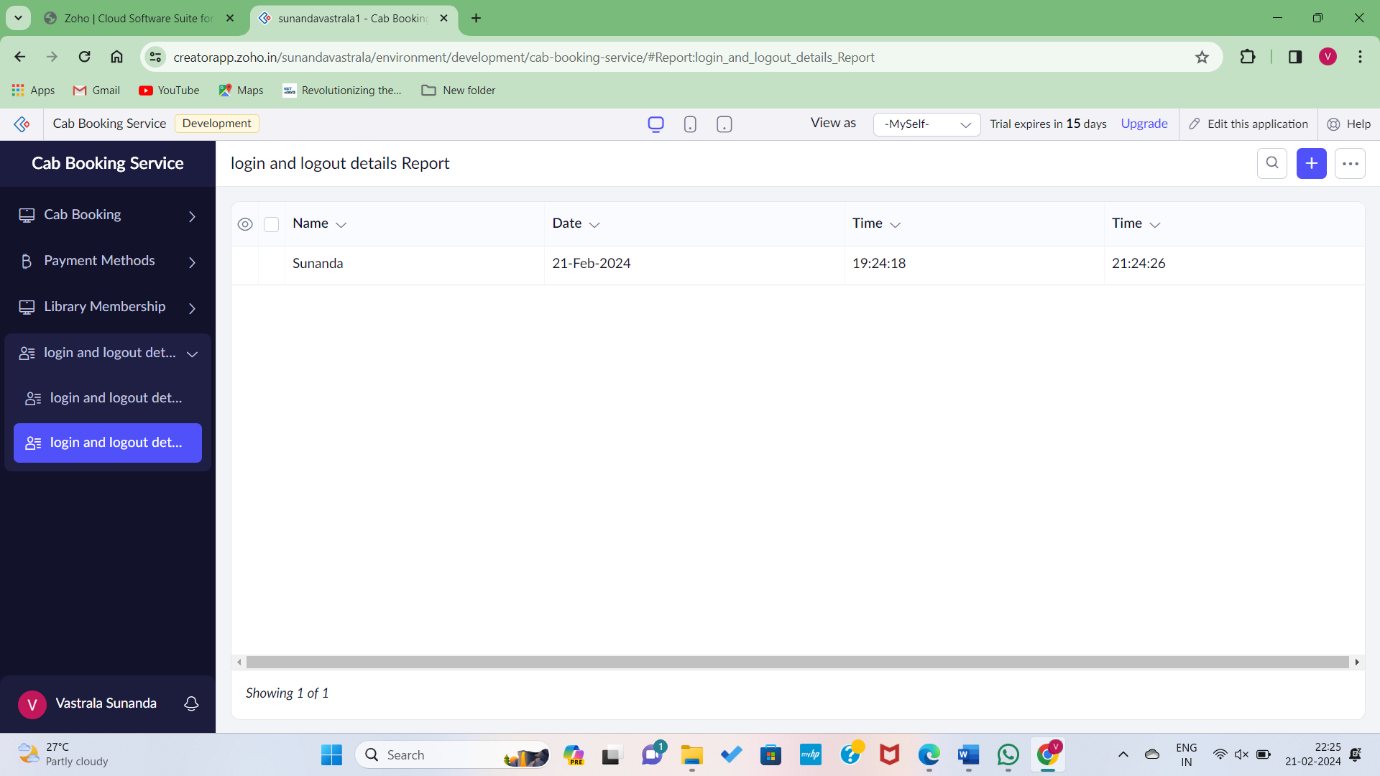 Zoho | Cloud Software Suite for
sunandavastrala1 - Cab Booking
creatorapp.zoho.in/sunandavastrala/environment/development/cab-booking-service/#Report:login_and_logout_details_Report
V
Apps
Gmail
YouTube
Maps
Revolutionizing the...
New folder
Cab Booking Service
Development
View as
-MySelf-
Trial expires in 15 days
Upgrade
Edit this application
Help
Cab Booking Service
login and logout details Report
Cab Booking
Payment Methods
Library Membership
login and logout det...
login and logout det...
login and logout det...
Name
Date
Time
Time
Sunanda
21-Feb-2024
19:24:18
21:24:26
Showing 1 of 1
V
Vastrala Sunanda
27°C
Partly cloudy
Search
PRE
1
myhp
V
ENG
IN
22:25
21-02-2024